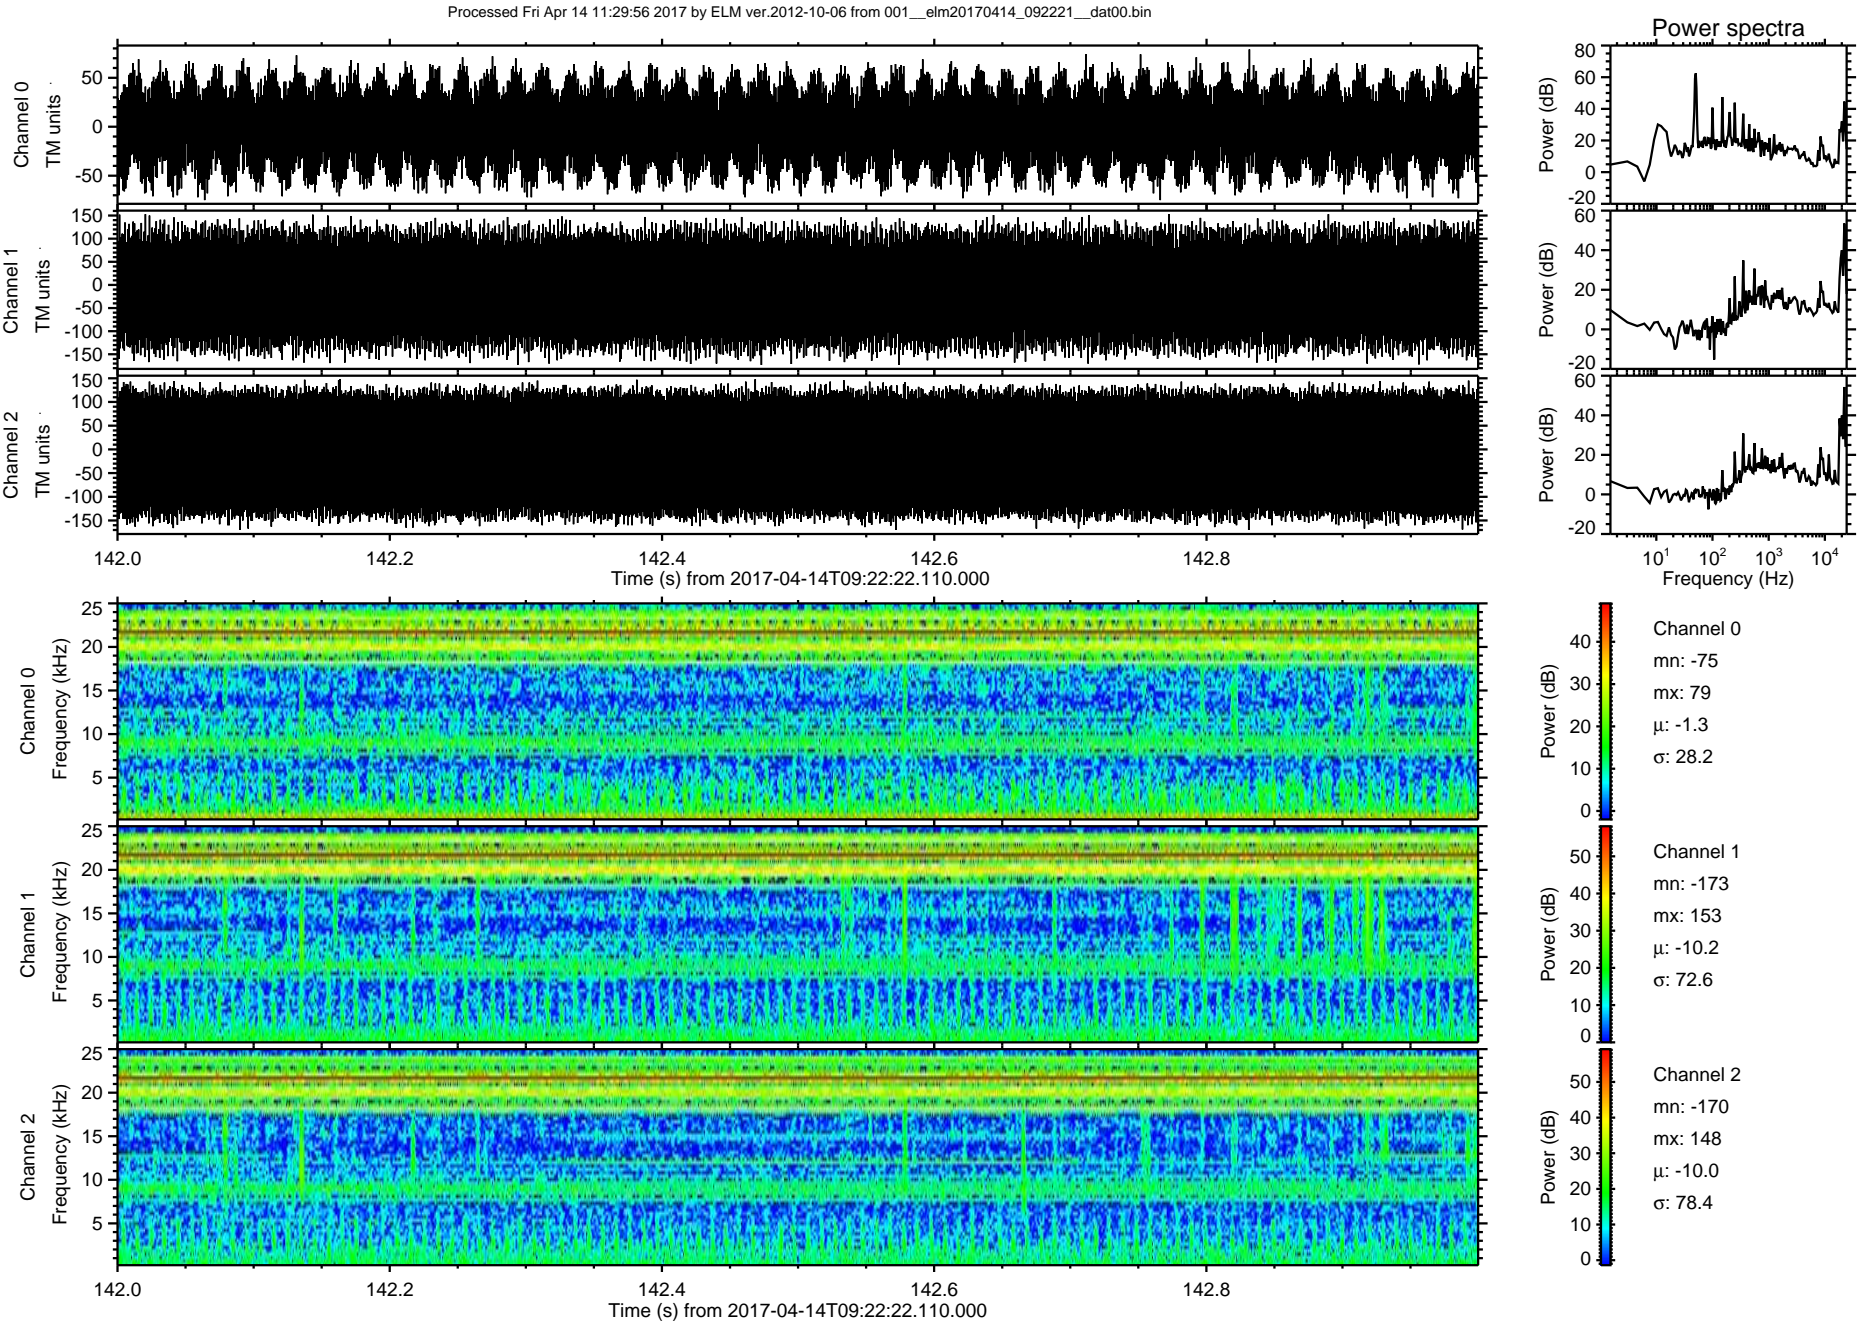 Processed Fri Apr 14 11:29:56 2017 by ELM ver.2012-10-06 from 001__elm20170414_092221__dat00.bin
Power spectra
Channel 0
TM units
50
0
-50
Power (dB)
80
60
40
20
0
-20
Channel 1
TM units
150
100
50
0
-50
-100
-150
Power (dB)
60
40
20
0
-20
Channel 2
TM units
150
100
50
0
-50
-100
-150
Power (dB)
60
40
20
0
-20
142.0 142.2 142.4 142.6 142.8
Time (s) from 2017-04-14T09:22:22.110.000
10^1 10^2 10^3 10^4
Frequency (Hz)
Channel 0
Frequency (kHz)
25
20
15
10
5
Power (dB)
40
30
20
10
0
Channel 0
mn: -75
mx: 79
μ: -1.3
σ: 28.2
Channel 1
Frequency (kHz)
25
20
15
10
5
Power (dB)
50
40
30
20
10
0
Channel 1
mn: -173
mx: 153
μ: -10.2
σ: 72.6
Channel 2
Frequency (kHz)
25
20
15
10
5
Power (dB)
50
40
30
20
10
0
Channel 2
mn: -170
mx: 148
μ: -10.0
σ: 78.4
142.0 142.2 142.4 142.6 142.8
Time (s) from 2017-04-14T09:22:22.110.000